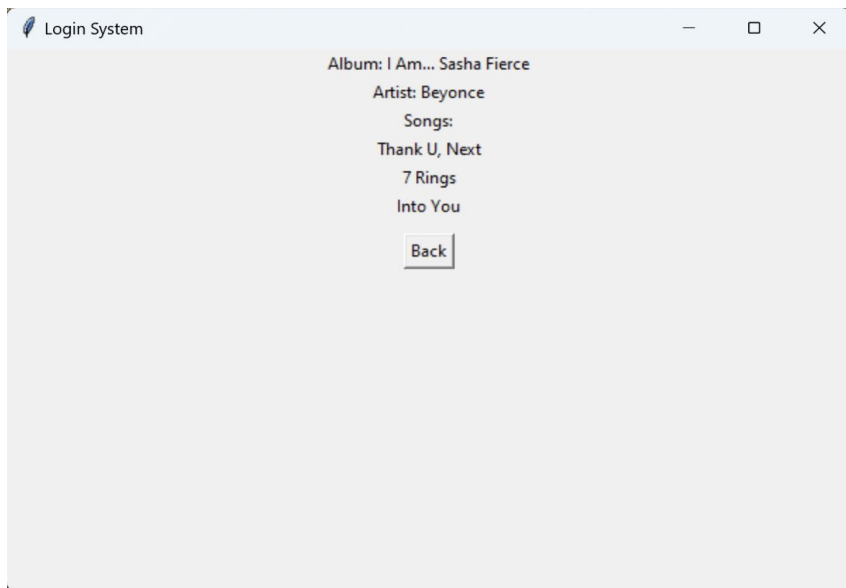 Login System
Album: I Am... Sasha Fierce
Artist: Beyonce
Songs:
Thank U, Next
7 Rings
Into You
Back